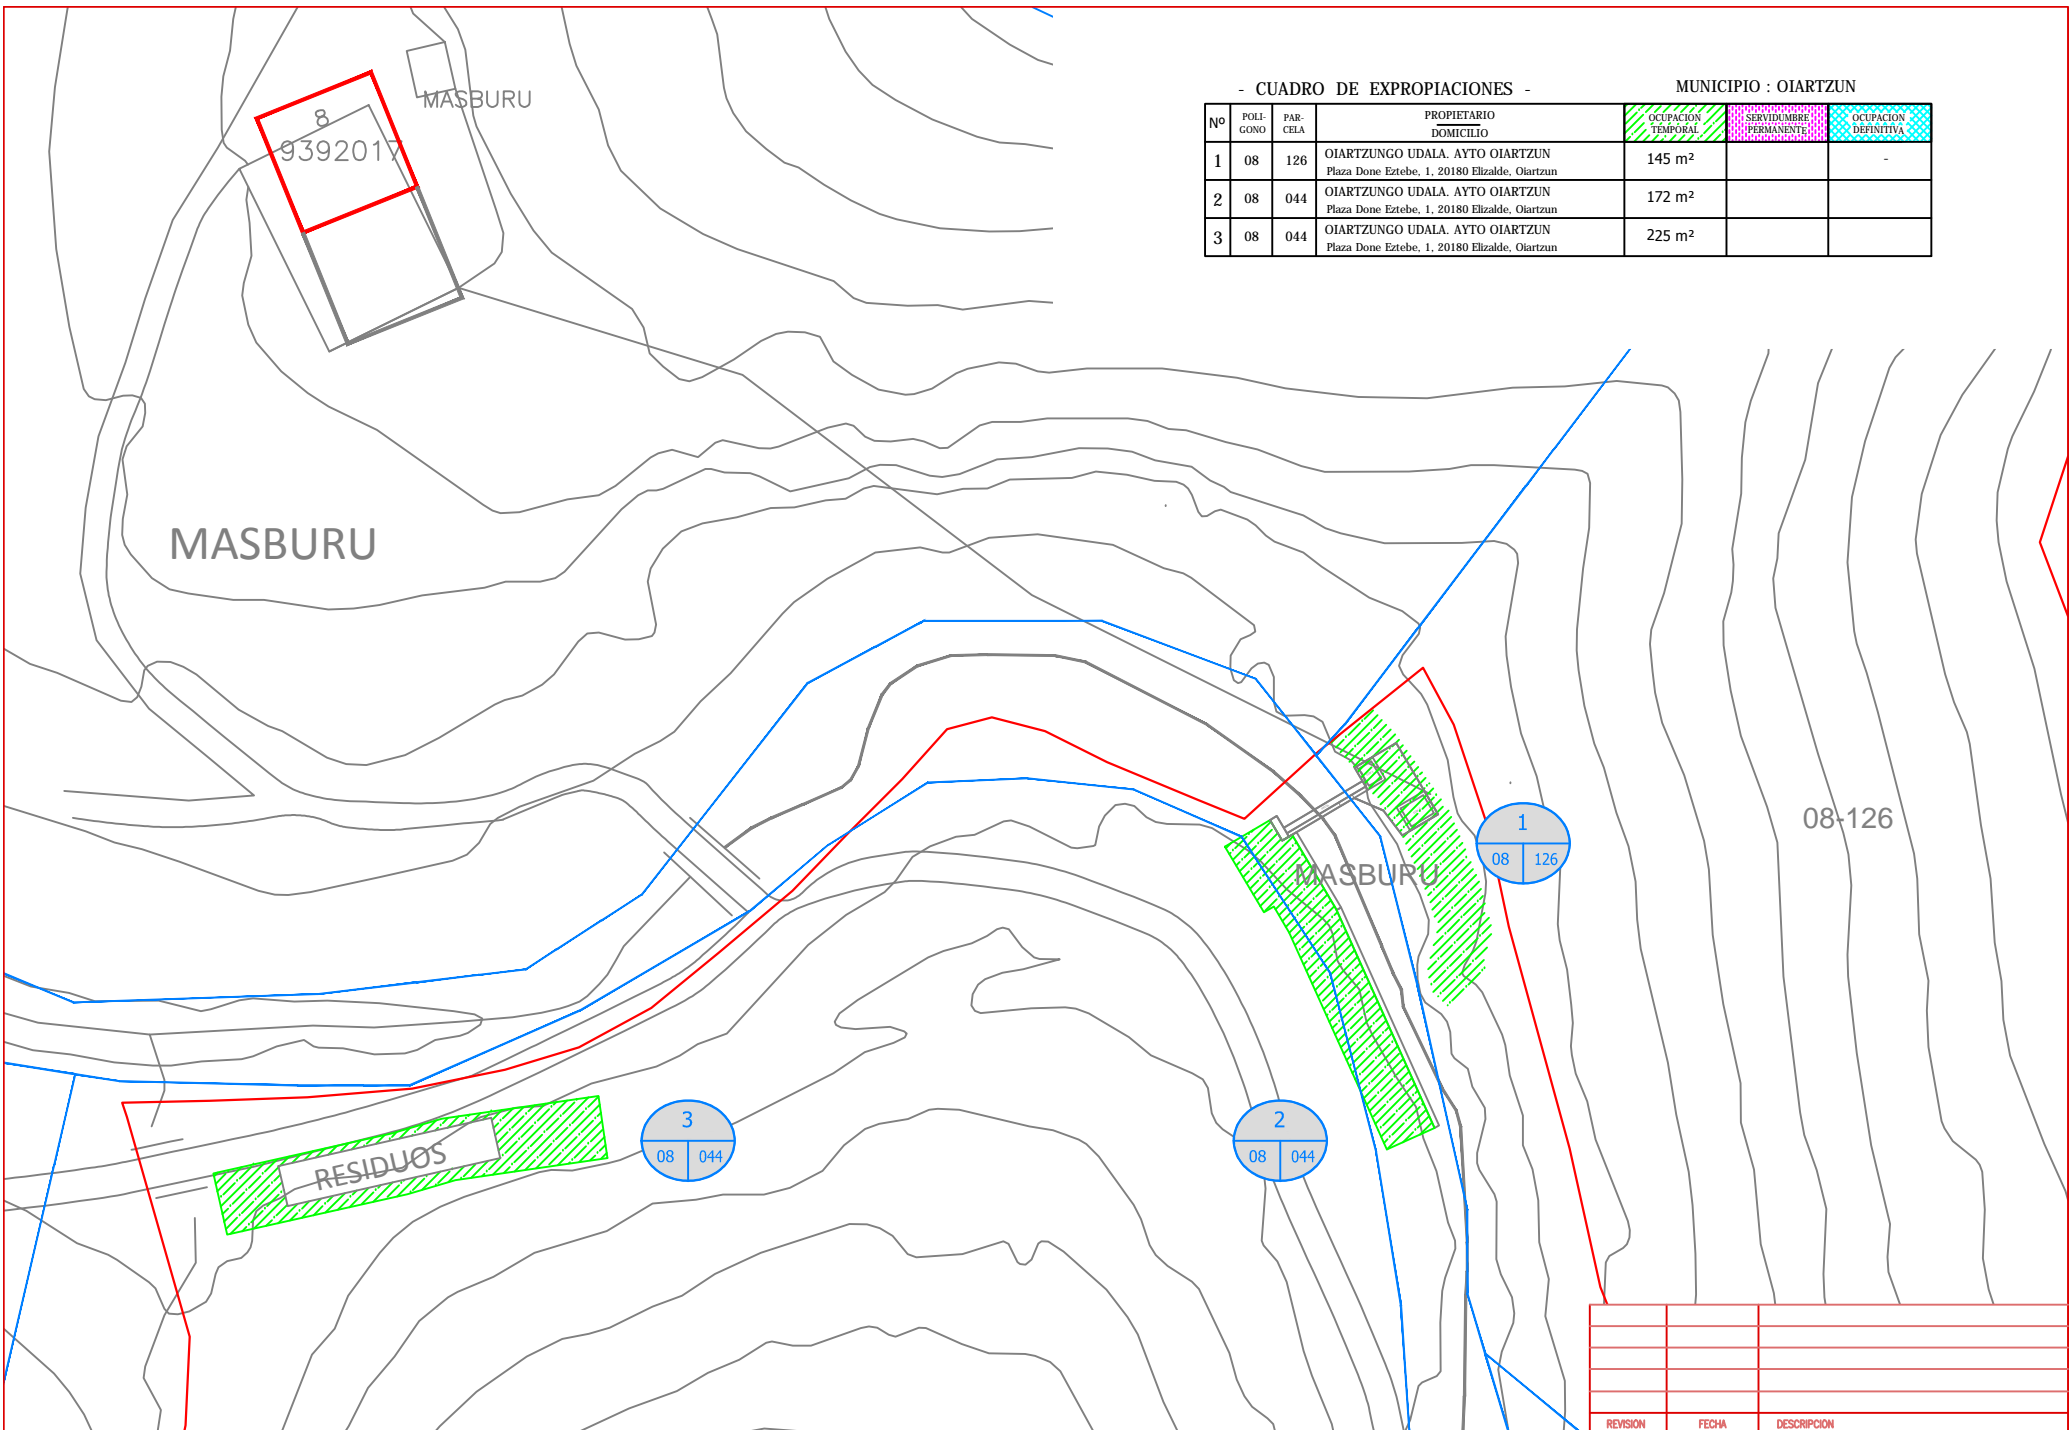 - CUADRO DE EXPROPIACIONES -
MUNICIPIO : OIARTZUN
Nº POLI-GONO PAR-CELA PROPIETARIO DOMICILIO OCUPACION TEMPORAL SERVIDUMBRE PERMANENTE OCUPACION DEFINITIVA
1 08 126 OIARTZUNGO UDALA. AYTO OIARTZUN 145 m² -
Plaza Done Eztebe, 1, 20180 Elizalde, Oiartzun
2 08 044 OIARTZUNGO UDALA. AYTO OIARTZUN 172 m²
Plaza Done Eztebe, 1, 20180 Elizalde, Oiartzun
3 08 044 OIARTZUNGO UDALA. AYTO OIARTZUN 225 m²
Plaza Done Eztebe, 1, 20180 Elizalde, Oiartzun
MASBURU
8
9392017
MASBURU
08-126
1
08 126
MASBURU
3
08 044
2
08 044
RESIDUOS
REVISION FECHA DESCRIPCION